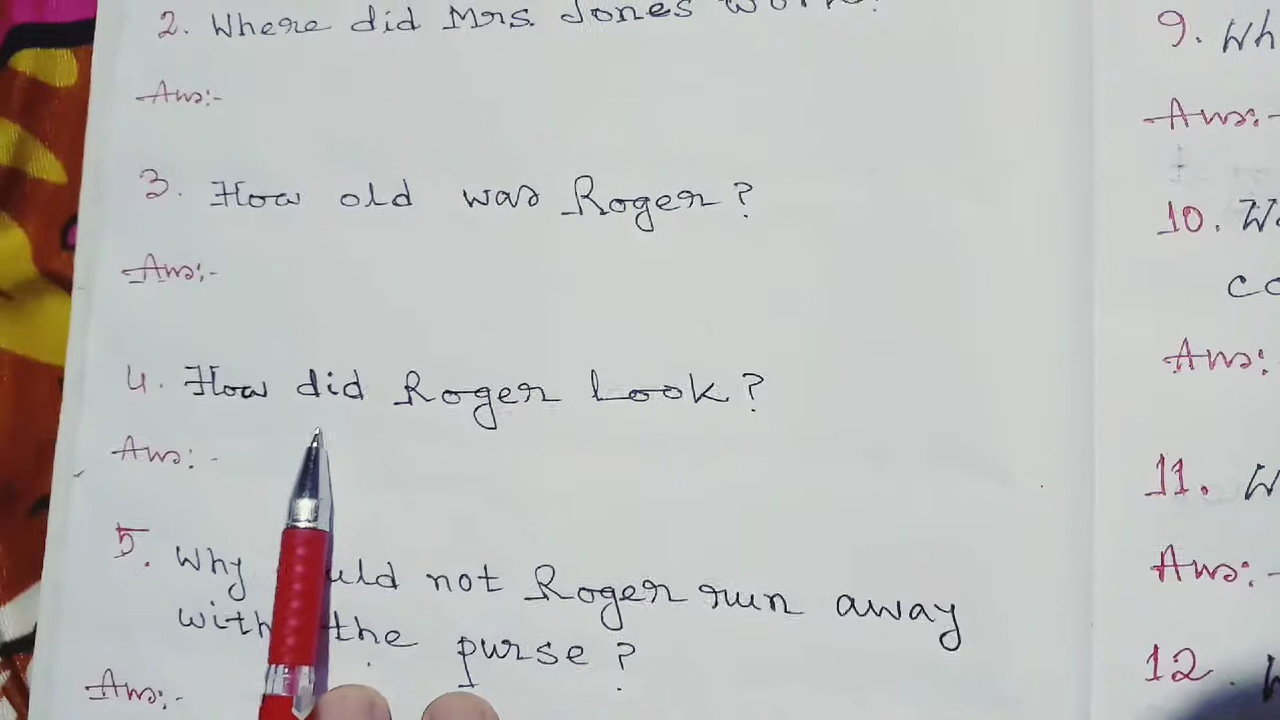 2. Where did Mrs. Jones work?
Ans:-
3. How old was Roger?
Ans:-
4. How did Roger look?
Ans:-
5. Why not Roger run away
with the purse?
Ans:-
9. Wh
Ans:-
10.
co
Ans:
11. W
Ans:-
12.